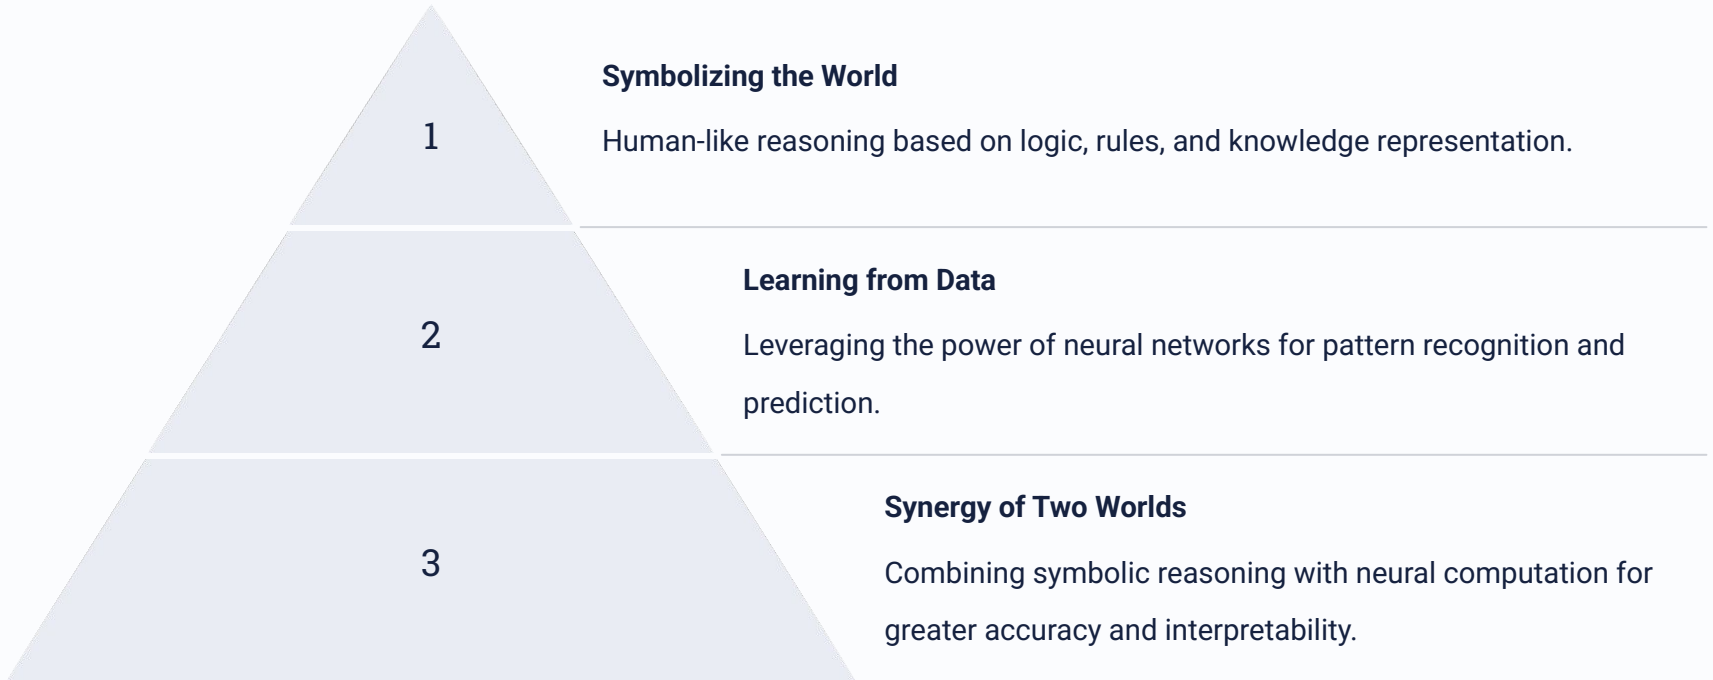 1
Symbolizing the World
Human-like reasoning based on logic, rules, and knowledge representation.
2
Learning from Data
Leveraging the power of neural networks for pattern recognition and
prediction.
3
Synergy of Two Worlds
Combining symbolic reasoning with neural computation for
greater accuracy and interpretability.